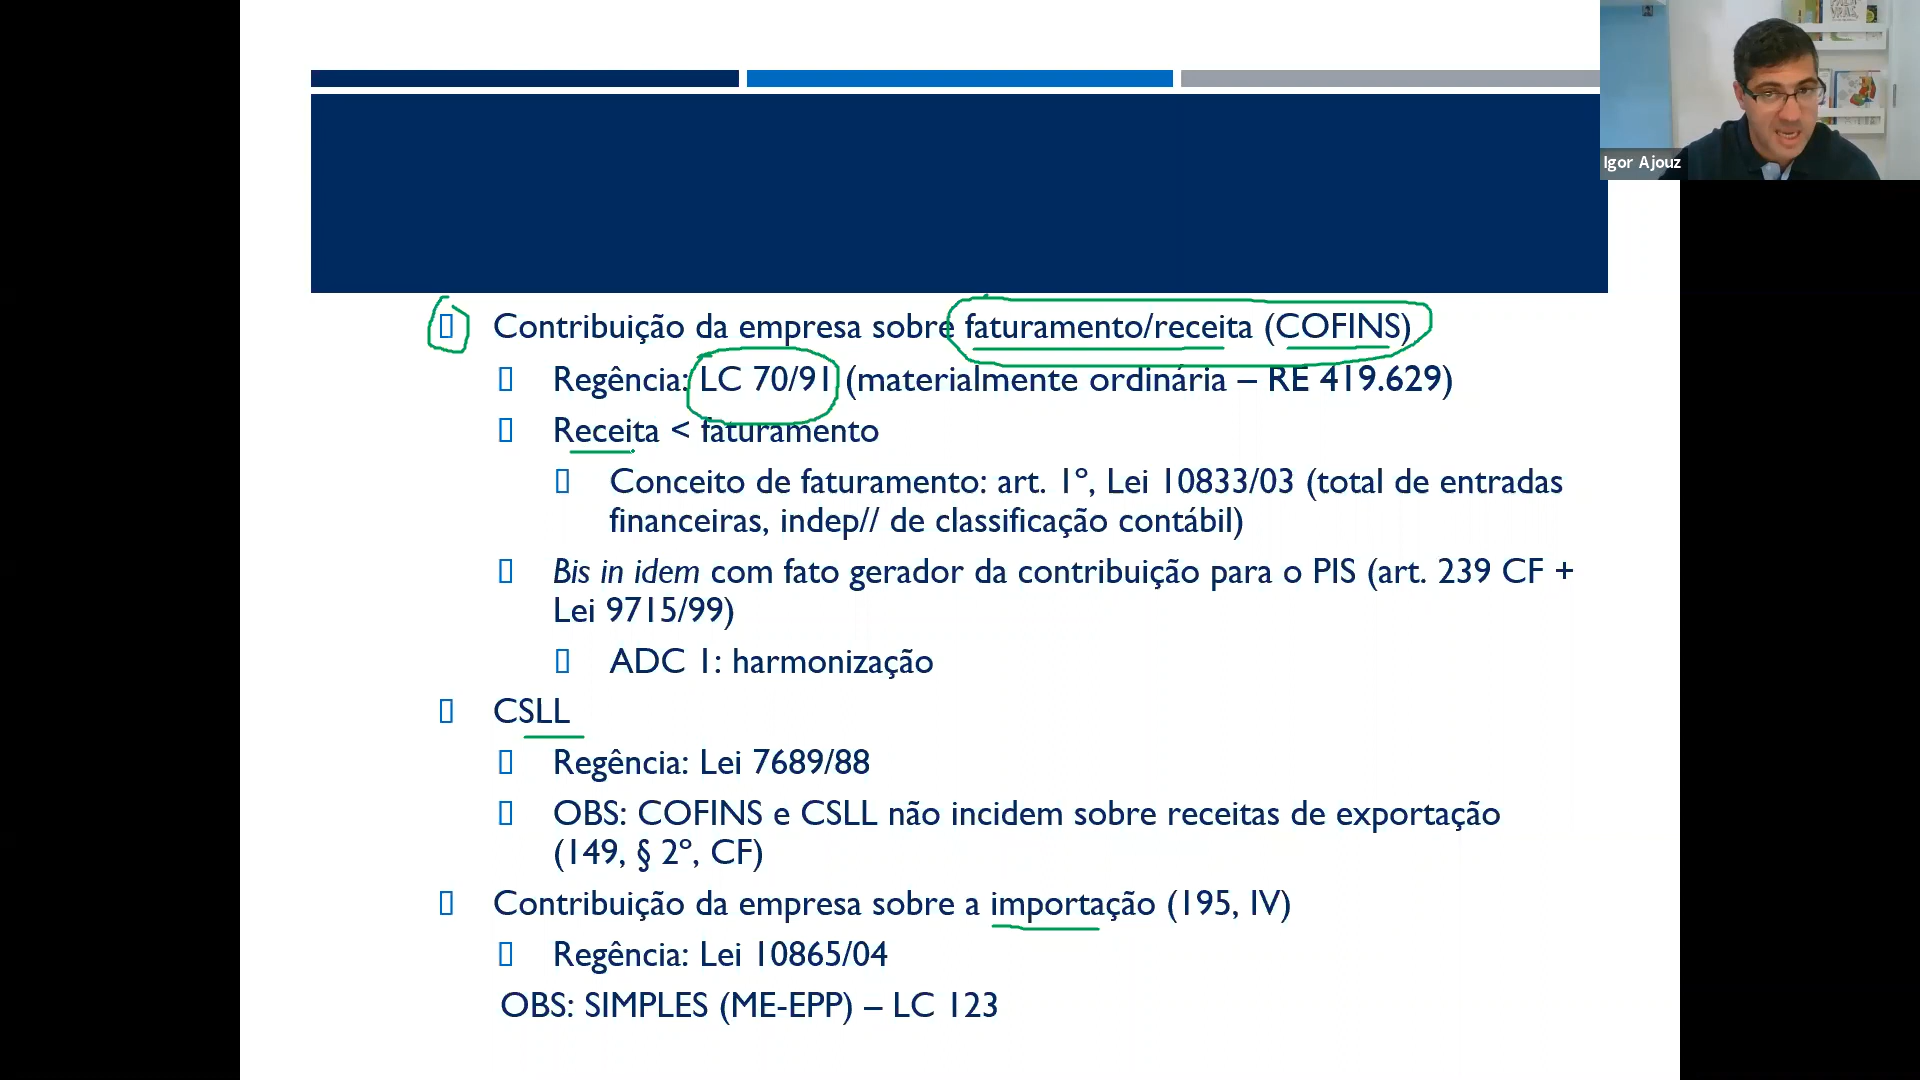 Igor Ajouz
Contribuição da empresa sobre faturamento/receita (COFINS)
Regência: LC 70/91 (materialmente ordinária – RE 419.629)
Receita < faturamento
Conceito de faturamento: art. 1º, Lei 10833/03 (total de entradas
financeiras, indep// de classificação contábil)
Bis in idem com fato gerador da contribuição para o PIS (art. 239 CF +
Lei 9715/99)
ADC 1: harmonização
CSLL
Regência: Lei 7689/88
OBS: COFINS e CSLL não incidem sobre receitas de exportação
(149, § 2º, CF)
Contribuição da empresa sobre a importação (195, IV)
Regência: Lei 10865/04
OBS: SIMPLES (ME-EPP) – LC 123